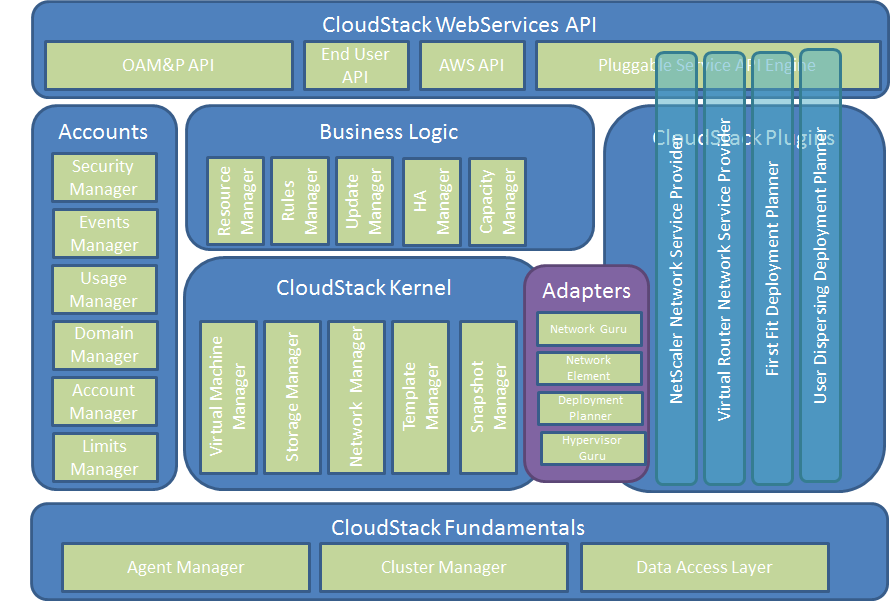 CloudStack WebServices API
OAM&P API
End User
API
AWS API
Pluggable Service API Engine
Accounts
Security
Manager
Events
Manager
Usage
Manager
Domain
Manager
Account
Manager
Limits
Manager
Business Logic
Resource
Manager
Rules
Manager
Update
Manager
HA
Manager
Capacity
Manager
CloudStack Kernel
Virtual Machine
Manager
Storage Manager
Network Manager
Template
Manager
Snapshot
Manager
Adapters
Network Guru
Network
Element
Deployment
Planner
Hypervisor
Guru
CloudStack Plugins
NetScaler Network Service Provider
Virtual Router Network Service Provider
First Fit Deployment Planner
User Dispersing Deployment Planner
CloudStack Fundamentals
Agent Manager
Cluster Manager
Data Access Layer